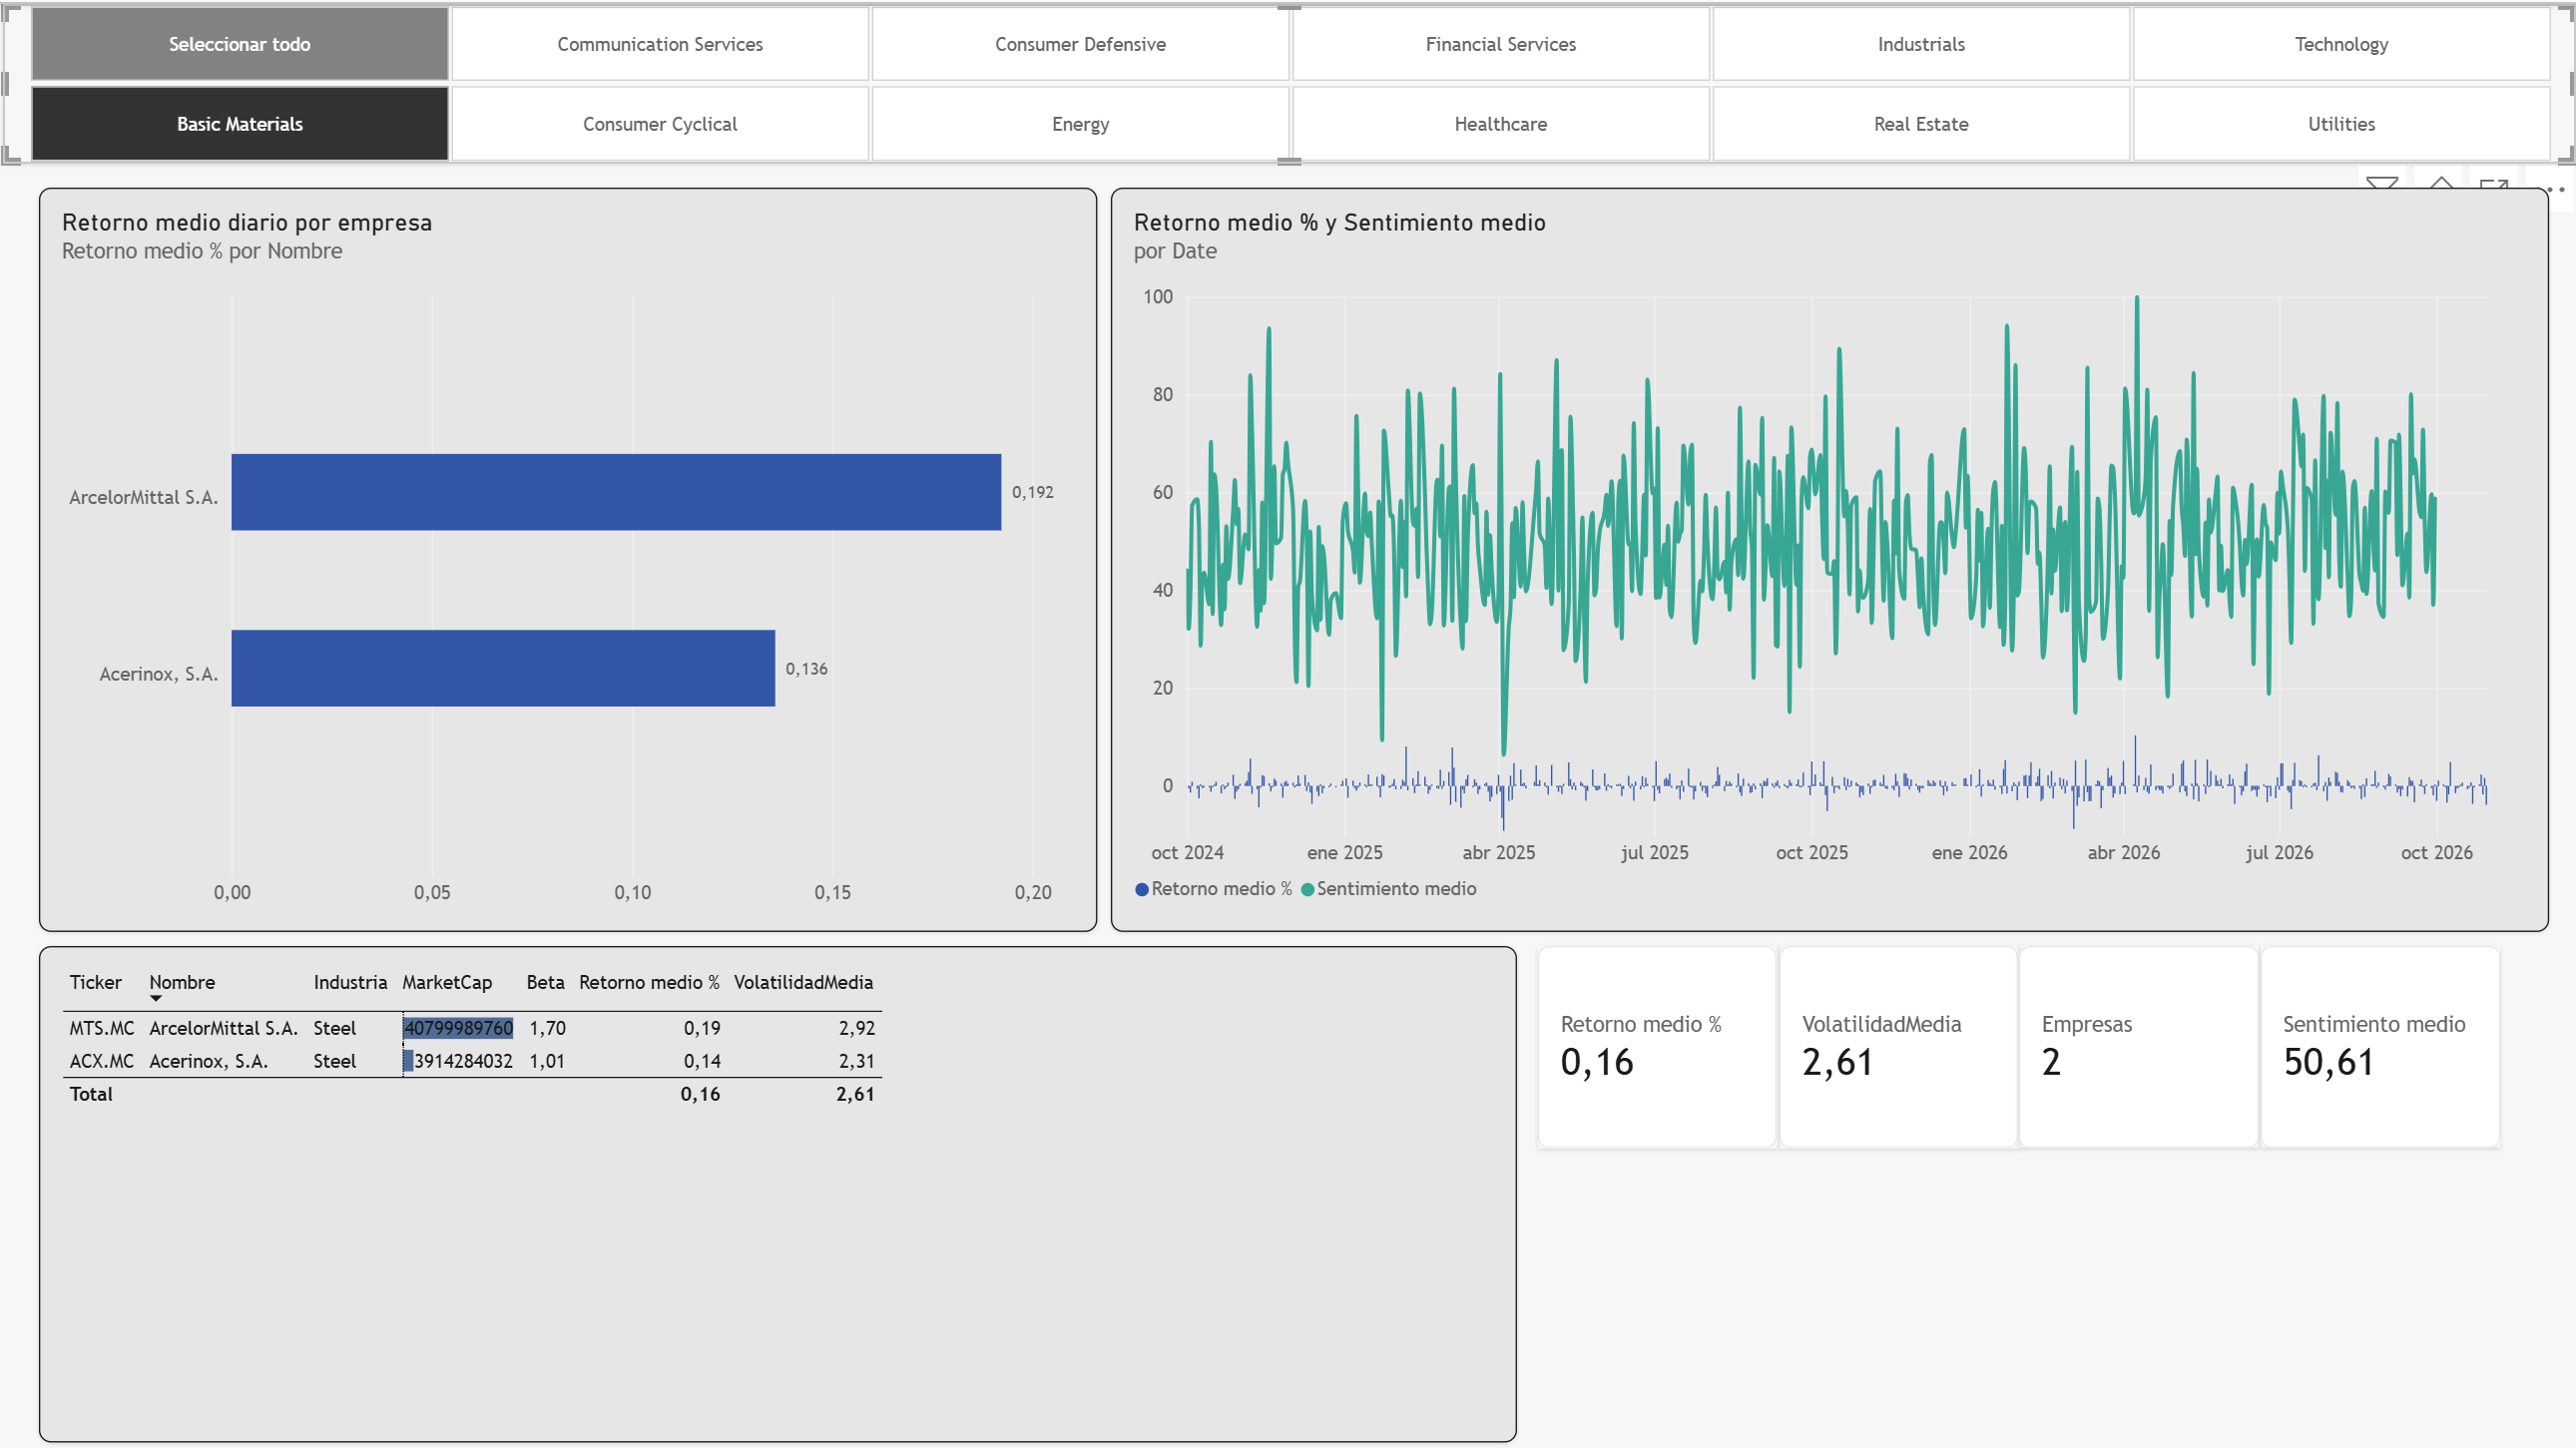 Seleccionar todo
Communication Services
Consumer Defensive
Financial Services
Industrials
Technology
Basic Materials
Consumer Cyclical
Energy
Healthcare
Real Estate
Utilities
Retorno medio diario por empresa
Retorno medio % por Nombre
ArcelorMittal S.A.
0,192
Acerinox, S.A.
0,136
0,00 0,05 0,10 0,15 0,20
Retorno medio % y Sentimiento medio
por Date
100
80
60
40
20
0
oct 2024 ene 2025 abr 2025 jul 2025 oct 2025 ene 2026 abr 2026 jul 2026 oct 2026
Retorno medio % Sentimiento medio
Ticker Nombre Industria MarketCap Beta Retorno medio % VolatilidadMedia
MTS.MC ArcelorMittal S.A. Steel 40799989760 1,70 0,19 2,92
ACX.MC Acerinox, S.A. Steel 3914284032 1,01 0,14 2,31
Total 0,16 2,61
Retorno medio %
0,16
VolatilidadMedia
2,61
Empresas
2
Sentimiento medio
50,61